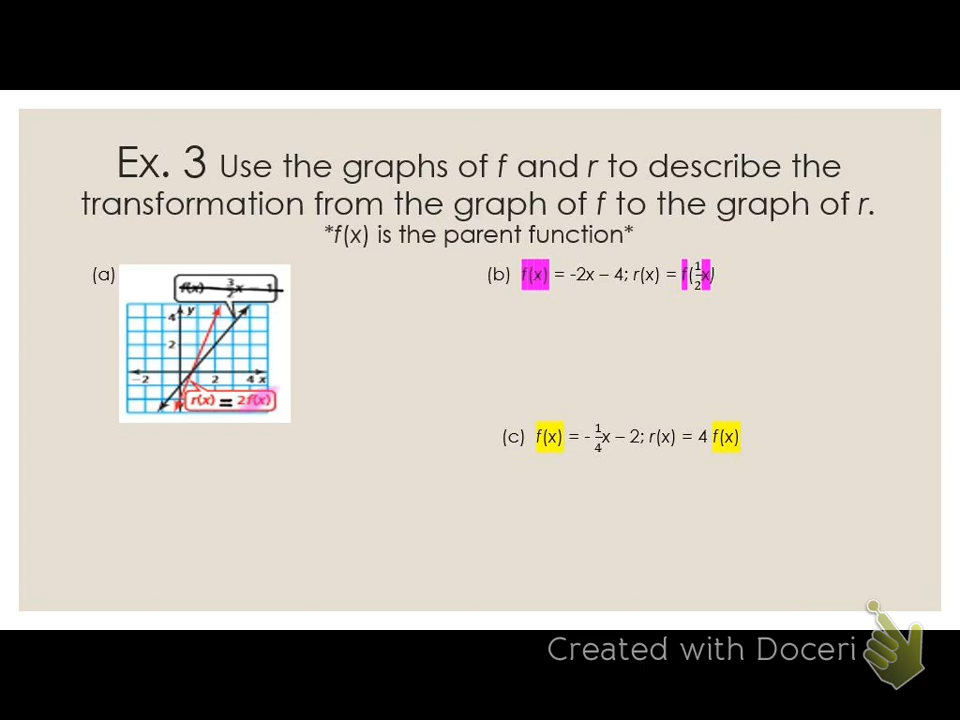 Ex. 3 Use the graphs of f and r to describe the
transformation from the graph of f to the graph of r.
*f(x) is the parent function*
(a)
f(x) = 3/2x - 1
4 y
2
-2 2 4 x
r(x) = 2f(x)
(b) f(x) = -2x – 4; r(x) = f(1/2x)
(c) f(x) = - 1/4x – 2; r(x) = 4 f(x)
Created with Doceri